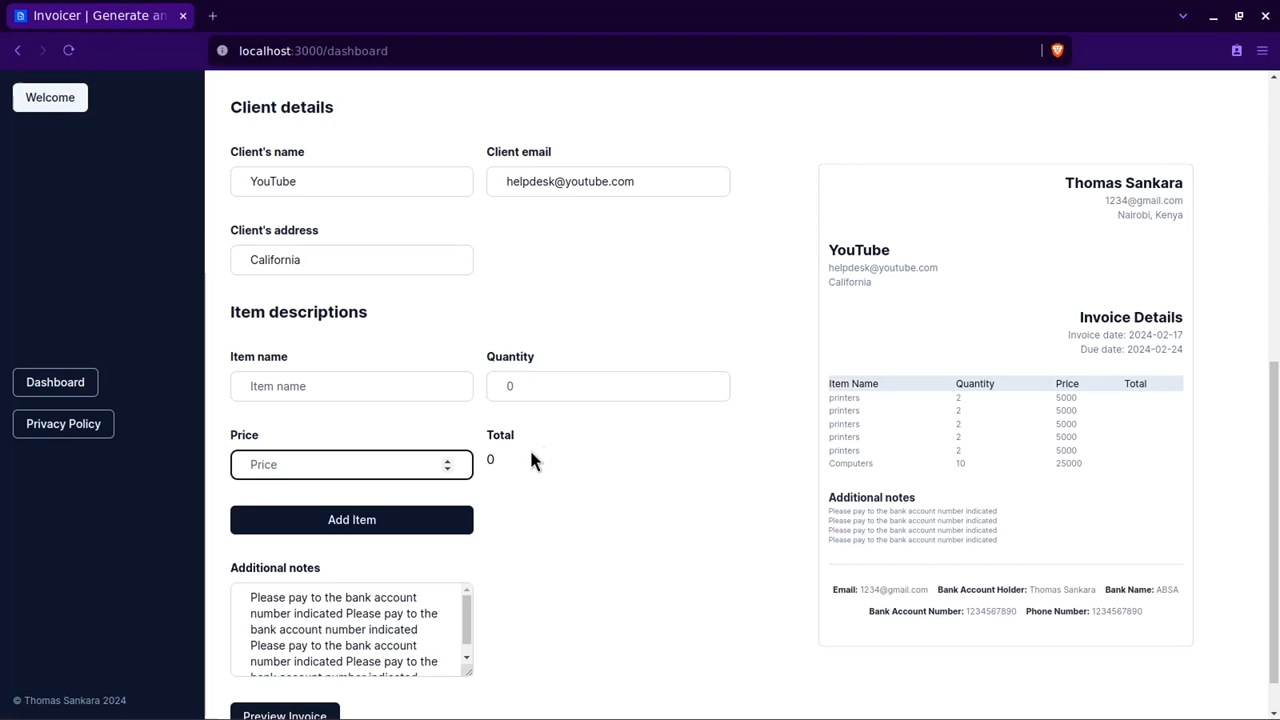 Invoicer | Generate an
localhost:3000/dashboard
Welcome
Dashboard
Privacy Policy
© Thomas Sankara 2024
Client details
Client's name
Client email
YouTube
helpdesk@youtube.com
Client's address
California
Item descriptions
Item name
Quantity
Item name
0
Price
Total
Price
0
Add Item
Additional notes
Please pay to the bank account
number indicated Please pay to the
bank account number indicated
Please pay to the bank account
number indicated Please pay to the
bank account number indicated
Preview Invoice
Thomas Sankara
1234@gmail.com
Nairobi, Kenya
YouTube
helpdesk@youtube.com
California
Invoice Details
Invoice date: 2024-02-17
Due date: 2024-02-24
Item Name Quantity Price Total
printers 2 5000
printers 2 5000
printers 2 5000
printers 2 5000
printers 2 5000
Computers 10 25000
Additional notes
Please pay to the bank account number indicated
Please pay to the bank account number indicated
Please pay to the bank account number indicated
Please pay to the bank account number indicated
Email: 1234@gmail.com Bank Account Holder: Thomas Sankara Bank Name: ABSA
Bank Account Number: 1234567890 Phone Number: 1234567890